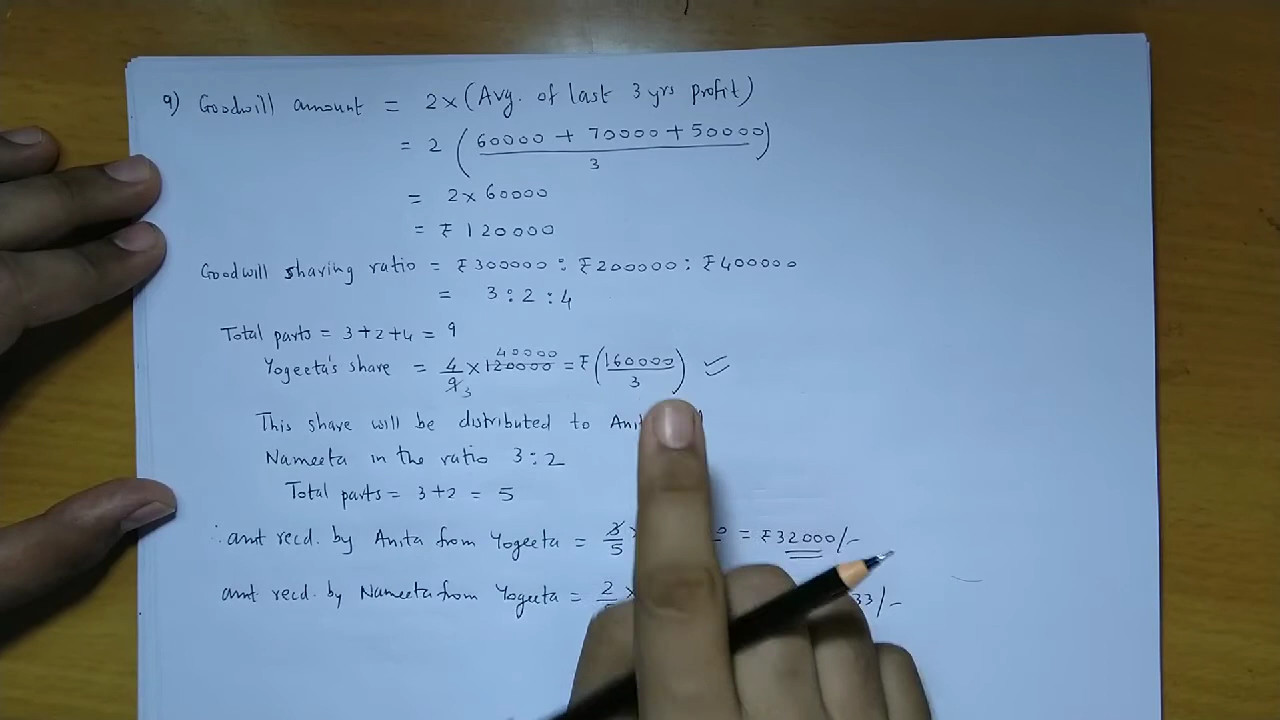 9) Goodwill amount = 2×(Avg. of last 3 yrs profit)
= 2 (60000 + 70000 + 50000 / 3)
= 2×60000
= ₹120000
Goodwill sharing ratio = ₹300000 : ₹200000 : ₹400000
= 3 : 2 : 4
Total parts = 3+2+4 = 9
40000
Yogeeta's share = 4/9 × 120000 = ₹(160000/3) ✓
3
This share will be distributed to
Nameeta in the ratio 3:2
Total parts = 3+2 = 5
∴ amt recd. by Anita from Yogeeta = 3/5 × = ₹32000/-
amt recd. by Nameeta from Yogeeta = 2 33/-